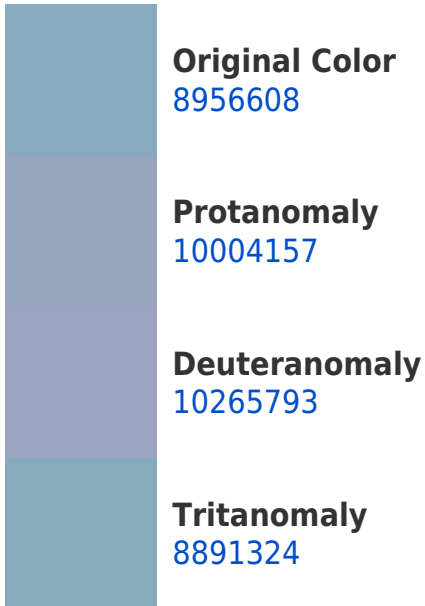 Original Color
8956608
Protanomaly
10004157
Deuteranomaly
10265793
Tritanomaly
8891324